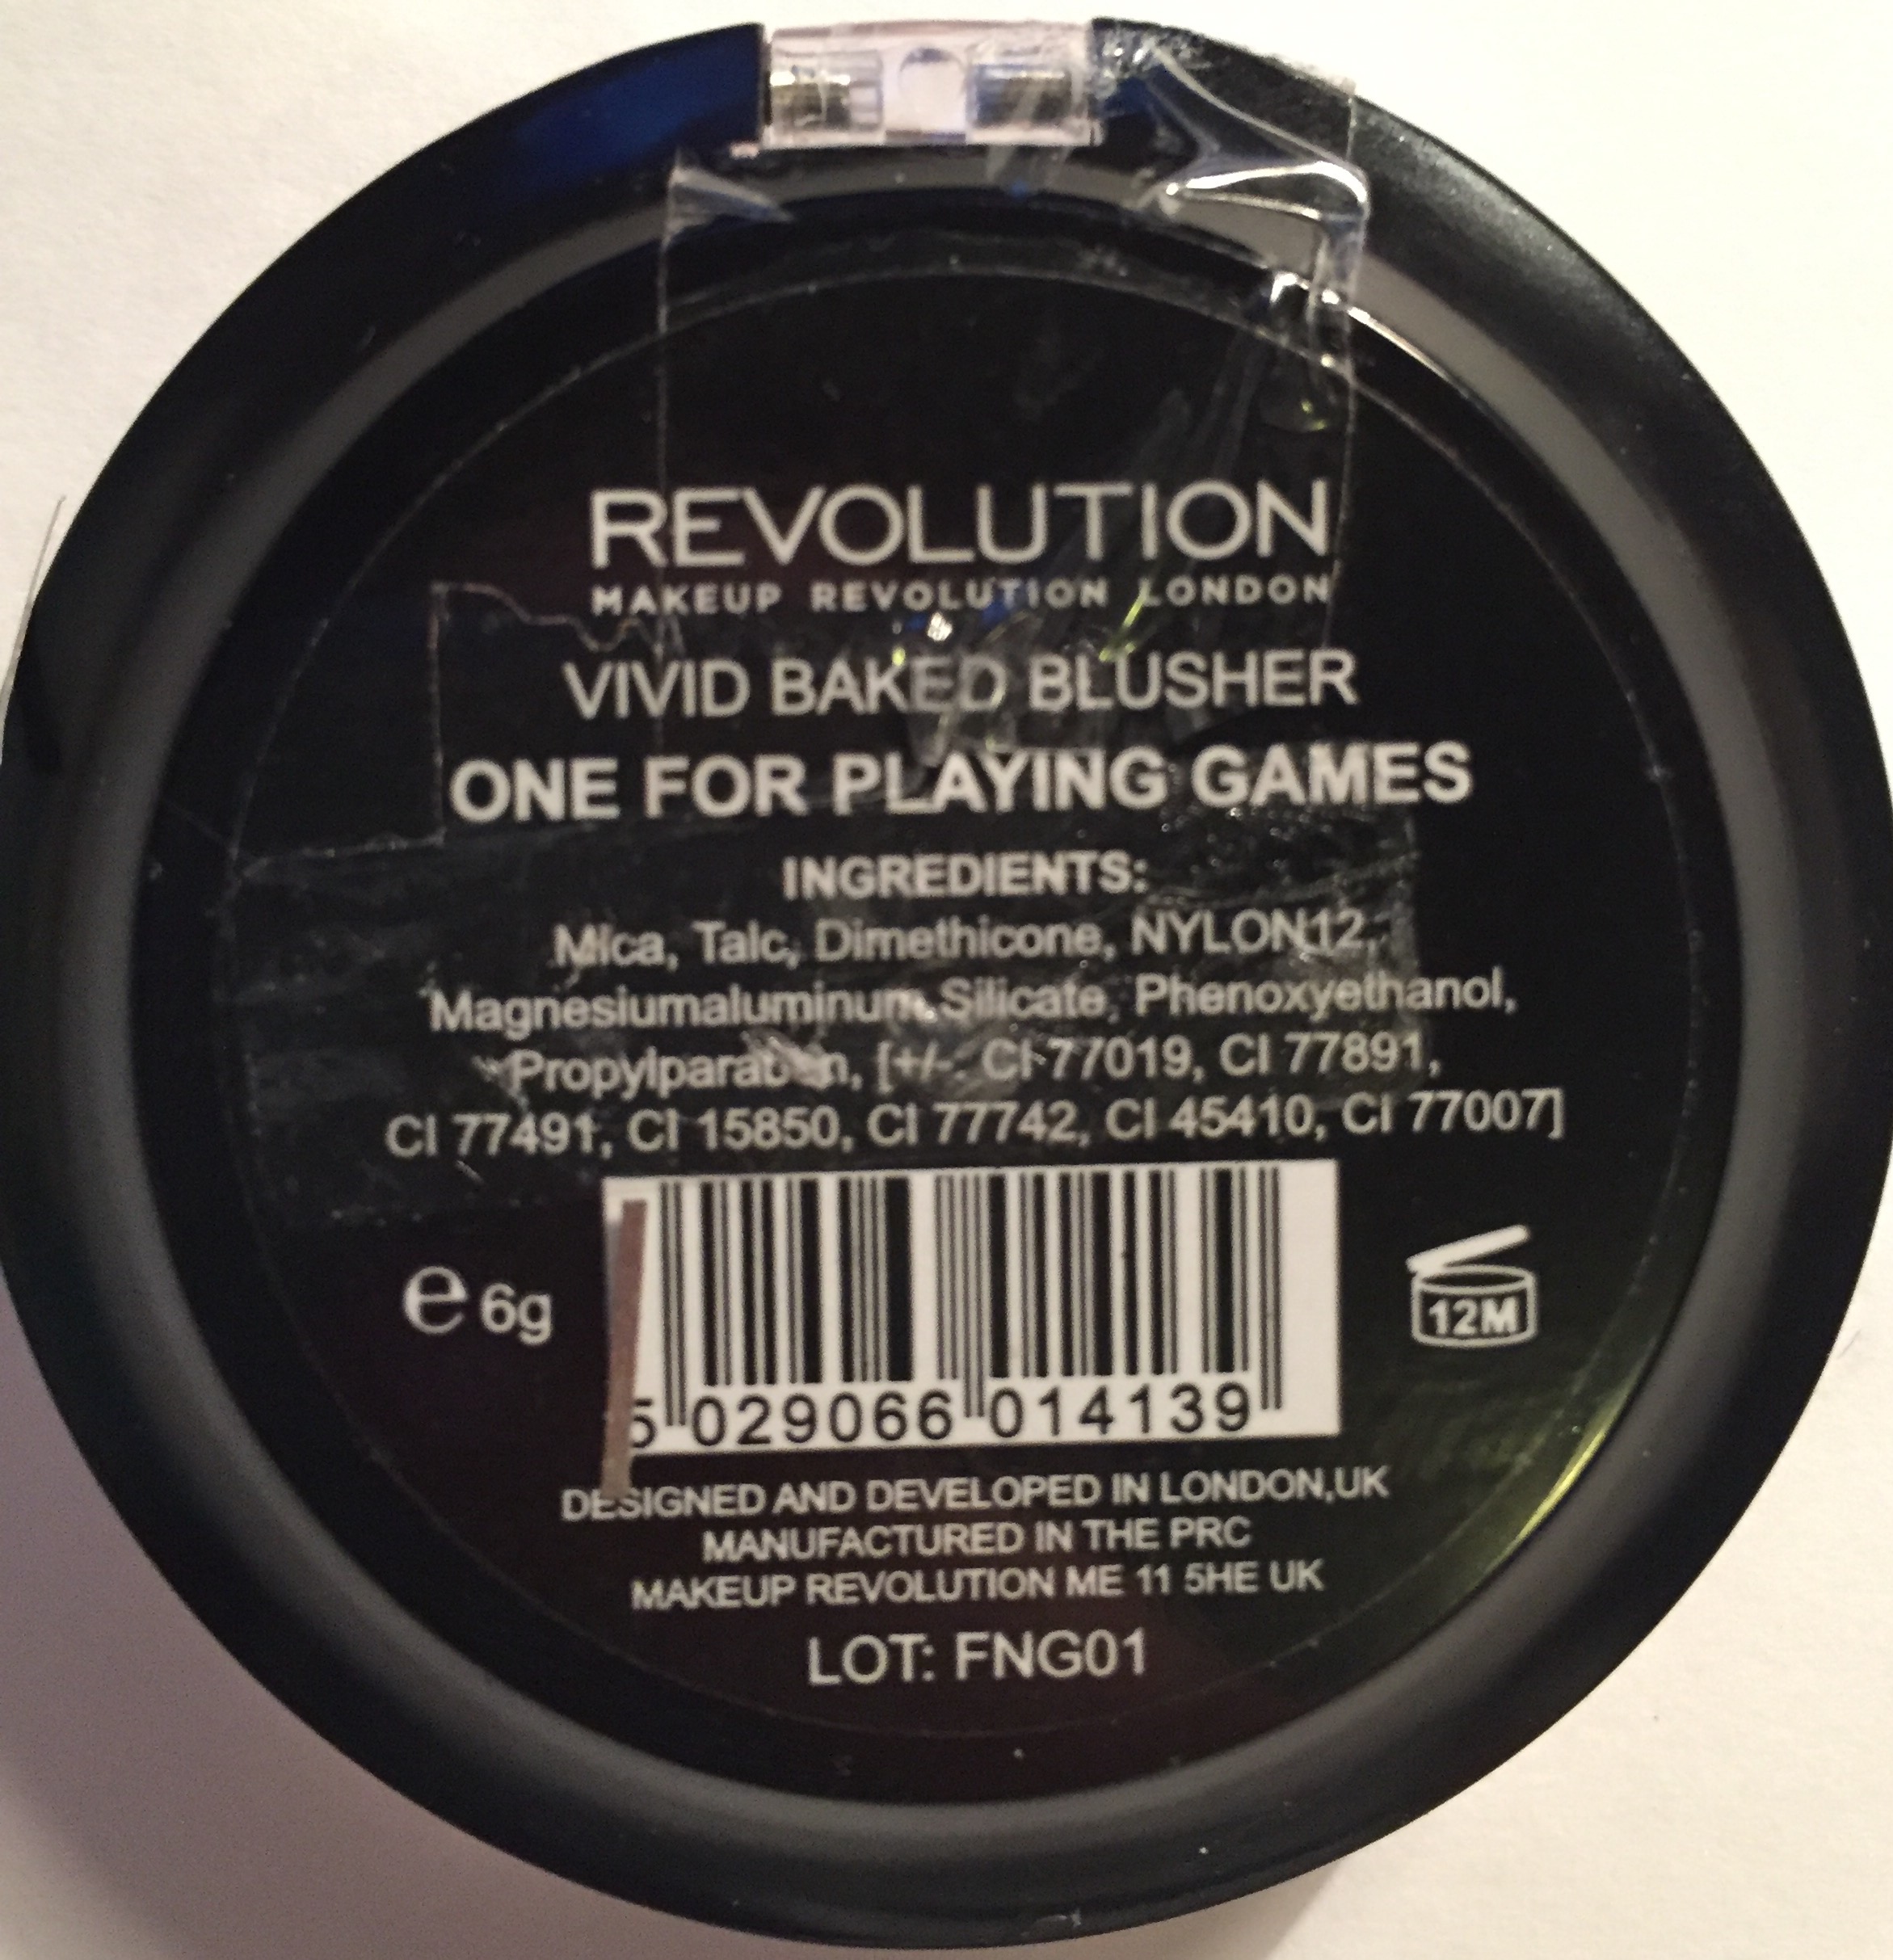 REVOLUTION
MAKEUP REVOLUTION LONDON
VIVID BAKED BLUSHER
ONE FOR PLAYING GAMES
INGREDIENTS:
Mica, Talc, Dimethicone, NYLON12,
Magnesiumaluminum Silicate, Phenoxyethanol,
Propylparaben, [+/-. CI 77019, CI 77891,
CI 77491, CI 15850, CI 77742, CI 45410, CI 77007]
e 6g
12M
5 029066 014139
DESIGNED AND DEVELOPED IN LONDON,UK
MANUFACTURED IN THE PRC
MAKEUP REVOLUTION ME 11 5HE UK
LOT: FNG01